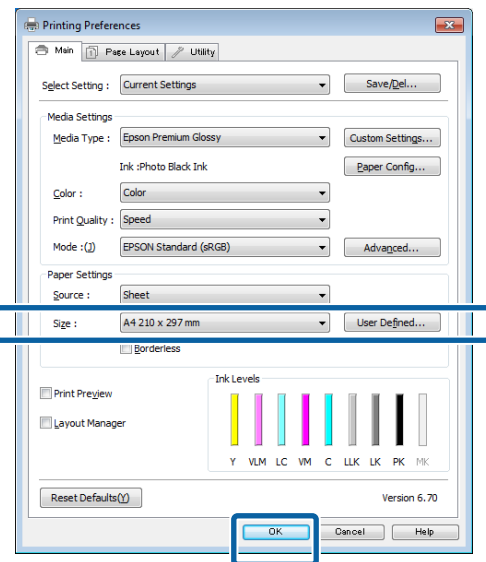 Printing Preferences
Main Page Layout Utility
Select Setting : Current Settings Save/Del...
Media Settings
Media Type : Epson Premium Glossy Custom Settings...
Ink :Photo Black Ink Paper Config...
Color : Color
Print Quality : Speed
Mode :(J) EPSON Standard (sRGB) Advanced...
Paper Settings
Source : Sheet
Size : A4 210 x 297 mm User Defined...
Borderless
Ink Levels
Print Preview
Layout Manager
Y VLM LC VM C LLK LK PK MK
Reset Defaults(Y) Version 6.70
OK Cancel Help